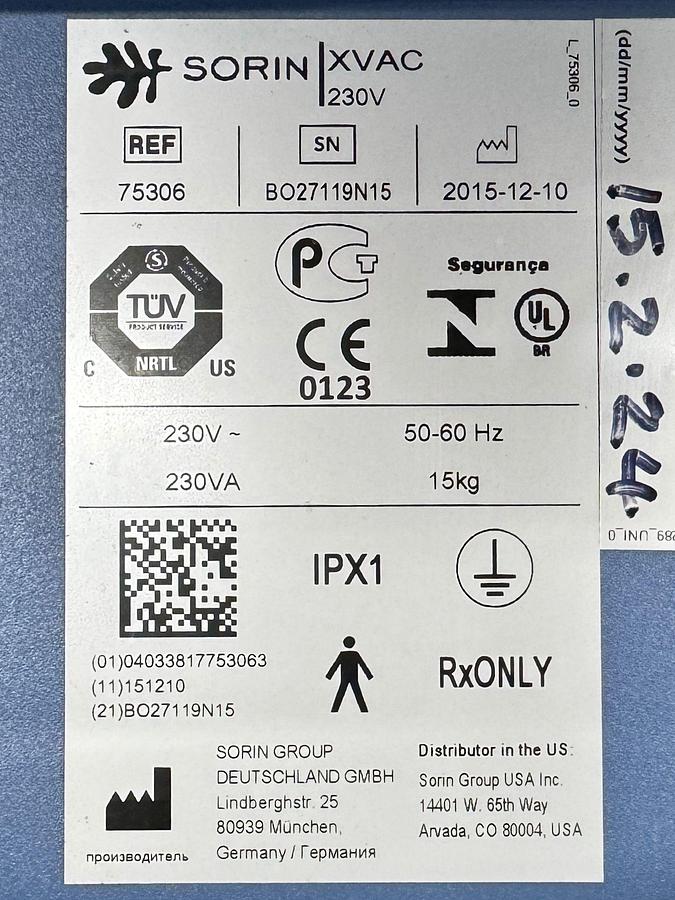 SORIN
XVAC
230V
L_75306_0
REF
SN
75306
BO27119N15
2015-12-10
TÜV
PRODUCT SERVICE
NRTL
C
US
PCT
CE
0123
Segurança
UL
BR
230V ~
50-60 Hz
230VA
15kg
IPX1
(01)04033817753063
(11)151210
(21)BO27119N15
RxONLY
SORIN GROUP
DEUTSCHLAND GMBH
Lindberghstr. 25
80939 München,
Germany / Германия
производитель
Distributor in the US:
Sorin Group USA Inc.
14401 W. 65th Way
Arvada, CO 80004, USA
(dd/mm/yyyy)
15.2.24
289_UNI_0